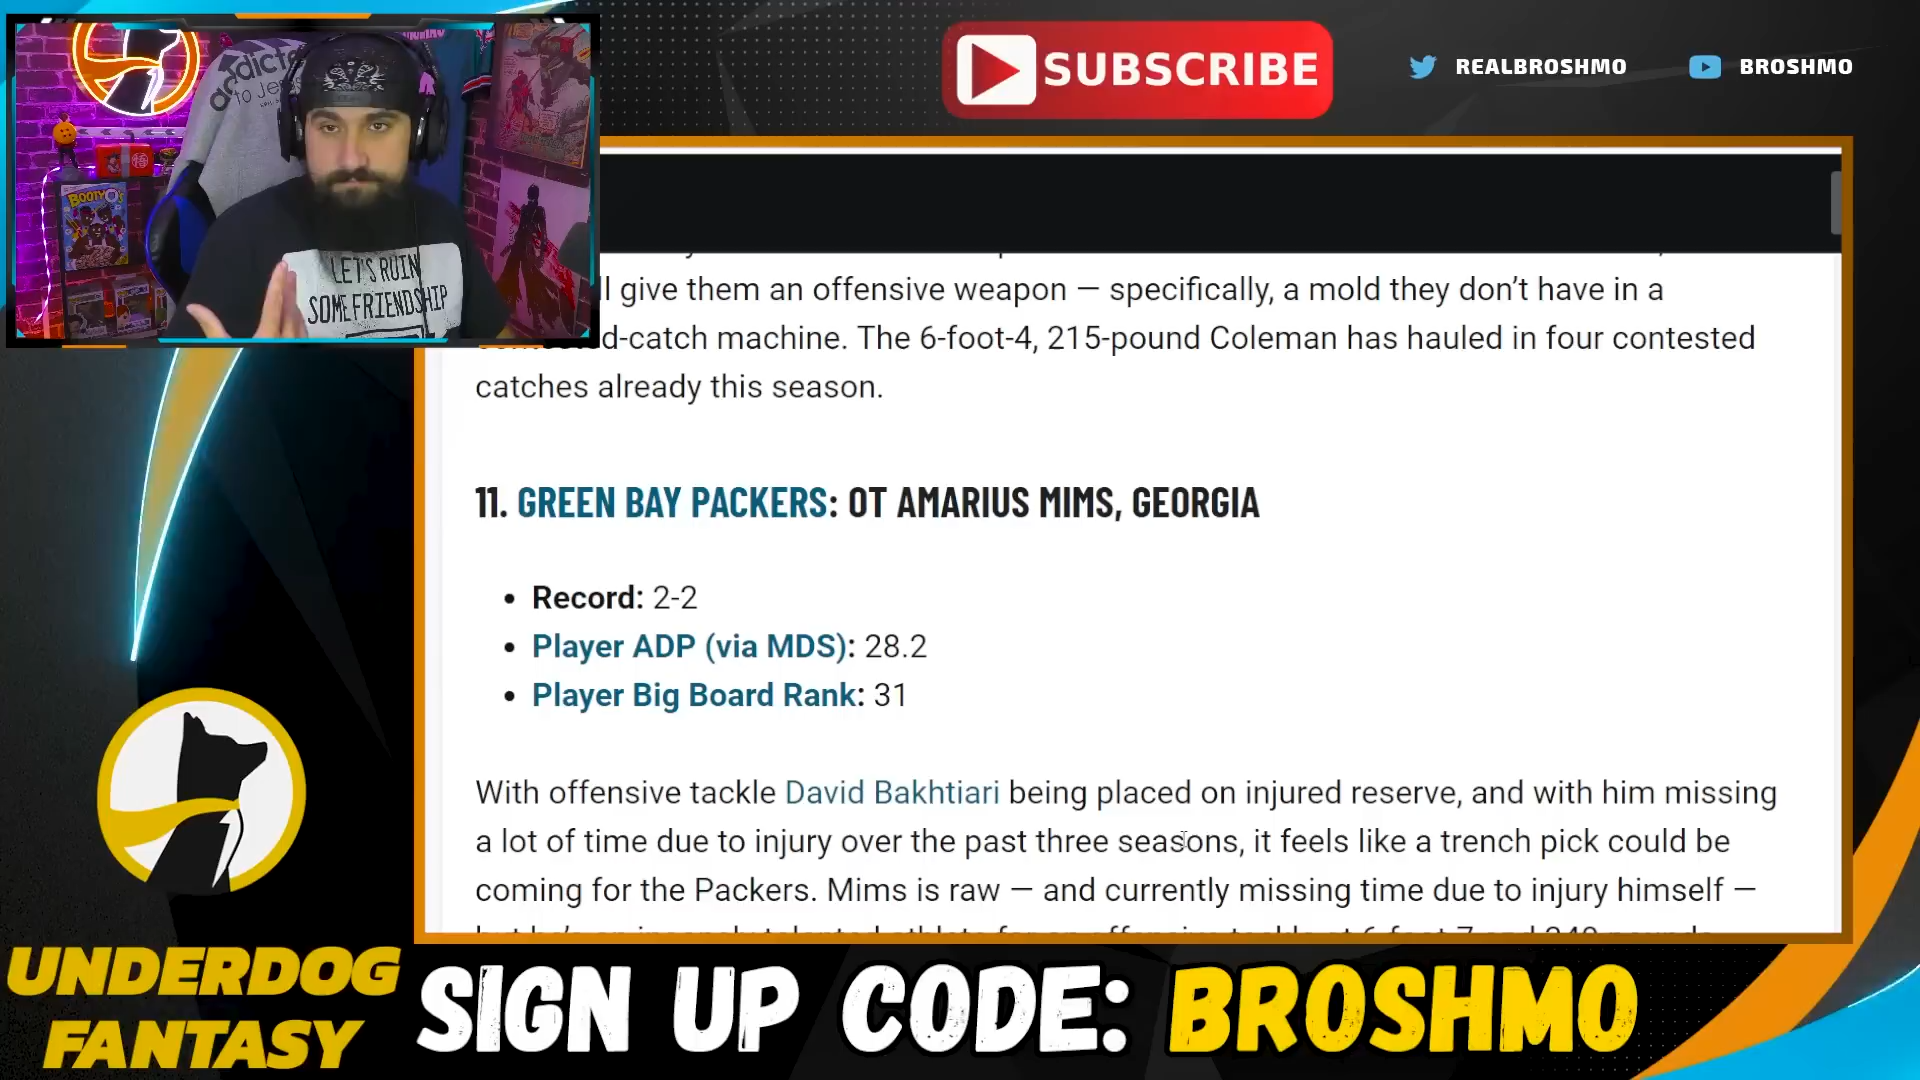 SUBSCRIBE
REALBROSHMO
BROSHMO
addicted
to Jer
BOOTYO'S
LET'S RUIN
SOME FRIENDSHIP
give them an offensive weapon — specifically, a mold they don't have in a
-catch machine. The 6-foot-4, 215-pound Coleman has hauled in four contested
catches already this season.
11. GREEN BAY PACKERS: OT AMARIUS MIMS, GEORGIA
• Record: 2-2
• Player ADP (via MDS): 28.2
• Player Big Board Rank: 31
With offensive tackle David Bakhtiari being placed on injured reserve, and with him missing
a lot of time due to injury over the past three seasons, it feels like a trench pick could be
coming for the Packers. Mims is raw — and currently missing time due to injury himself —
UNDERDOG
FANTASY
SIGN UP CODE: BROSHMO